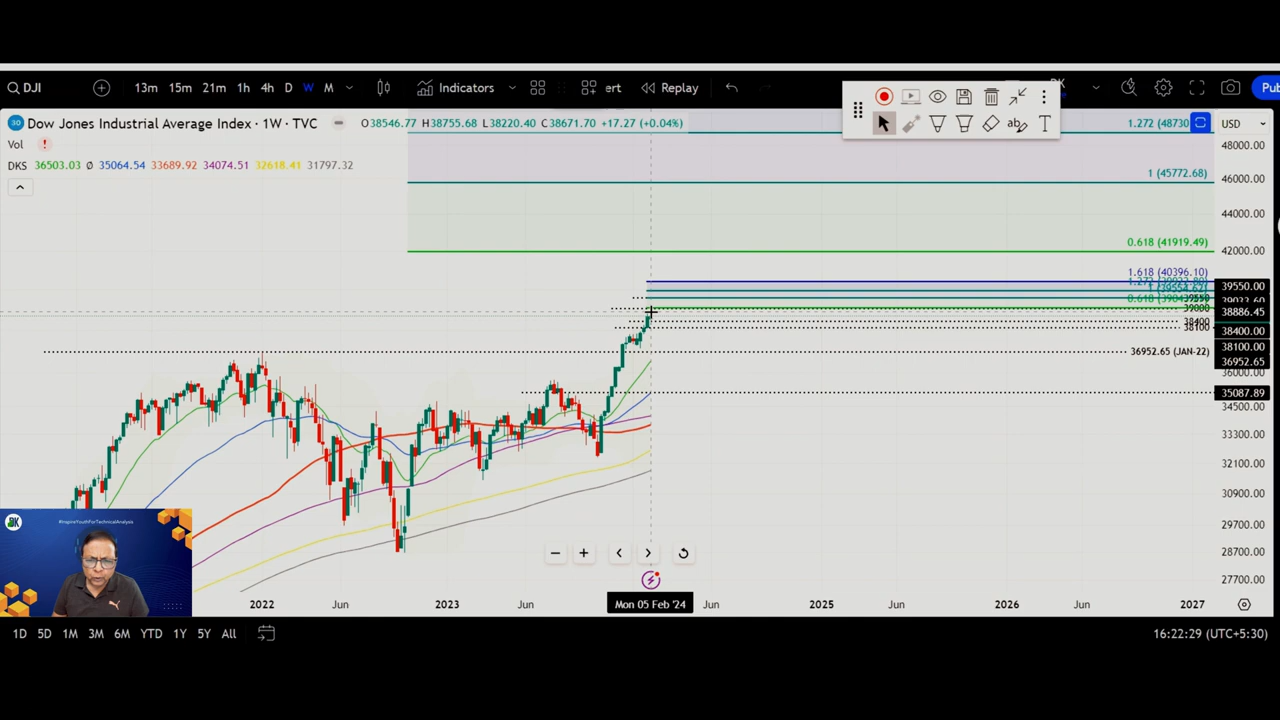 DJI
13m 15m 21m 1h 4h D W M Indicators ert Replay Pub
Dow Jones Industrial Average Index · 1W · TVC O38546.77 H38755.68 L38220.40 C38671.70 +17.27 (+0.04%)
1.272 (48730
USD
Vol
DKS 36503.03 Ø 35064.54 33689.92 34074.51 32618.41 31797.32
48000.00
1 (45772.68)
46000.00
44000.00
0.618 (41919.49)
42000.00
1.618 (40396.10)
39550.00
39000
38886.45
38400
38400.00
38100
38100.00
36952.65 (JAN-22)
36952.65
36000.00
35087.89
34500.00
33300.00
32100.00
30900.00
29700.00
28700.00
27700.00
#InspireYouthForTechnicalAnalysis
2022 Jun 2023 Jun Mon 05 Feb '24 Jun 2025 Jun 2026 Jun 2027
1D 5D 1M 3M 6M YTD 1Y 5Y All
16:22:29 (UTC+5:30)